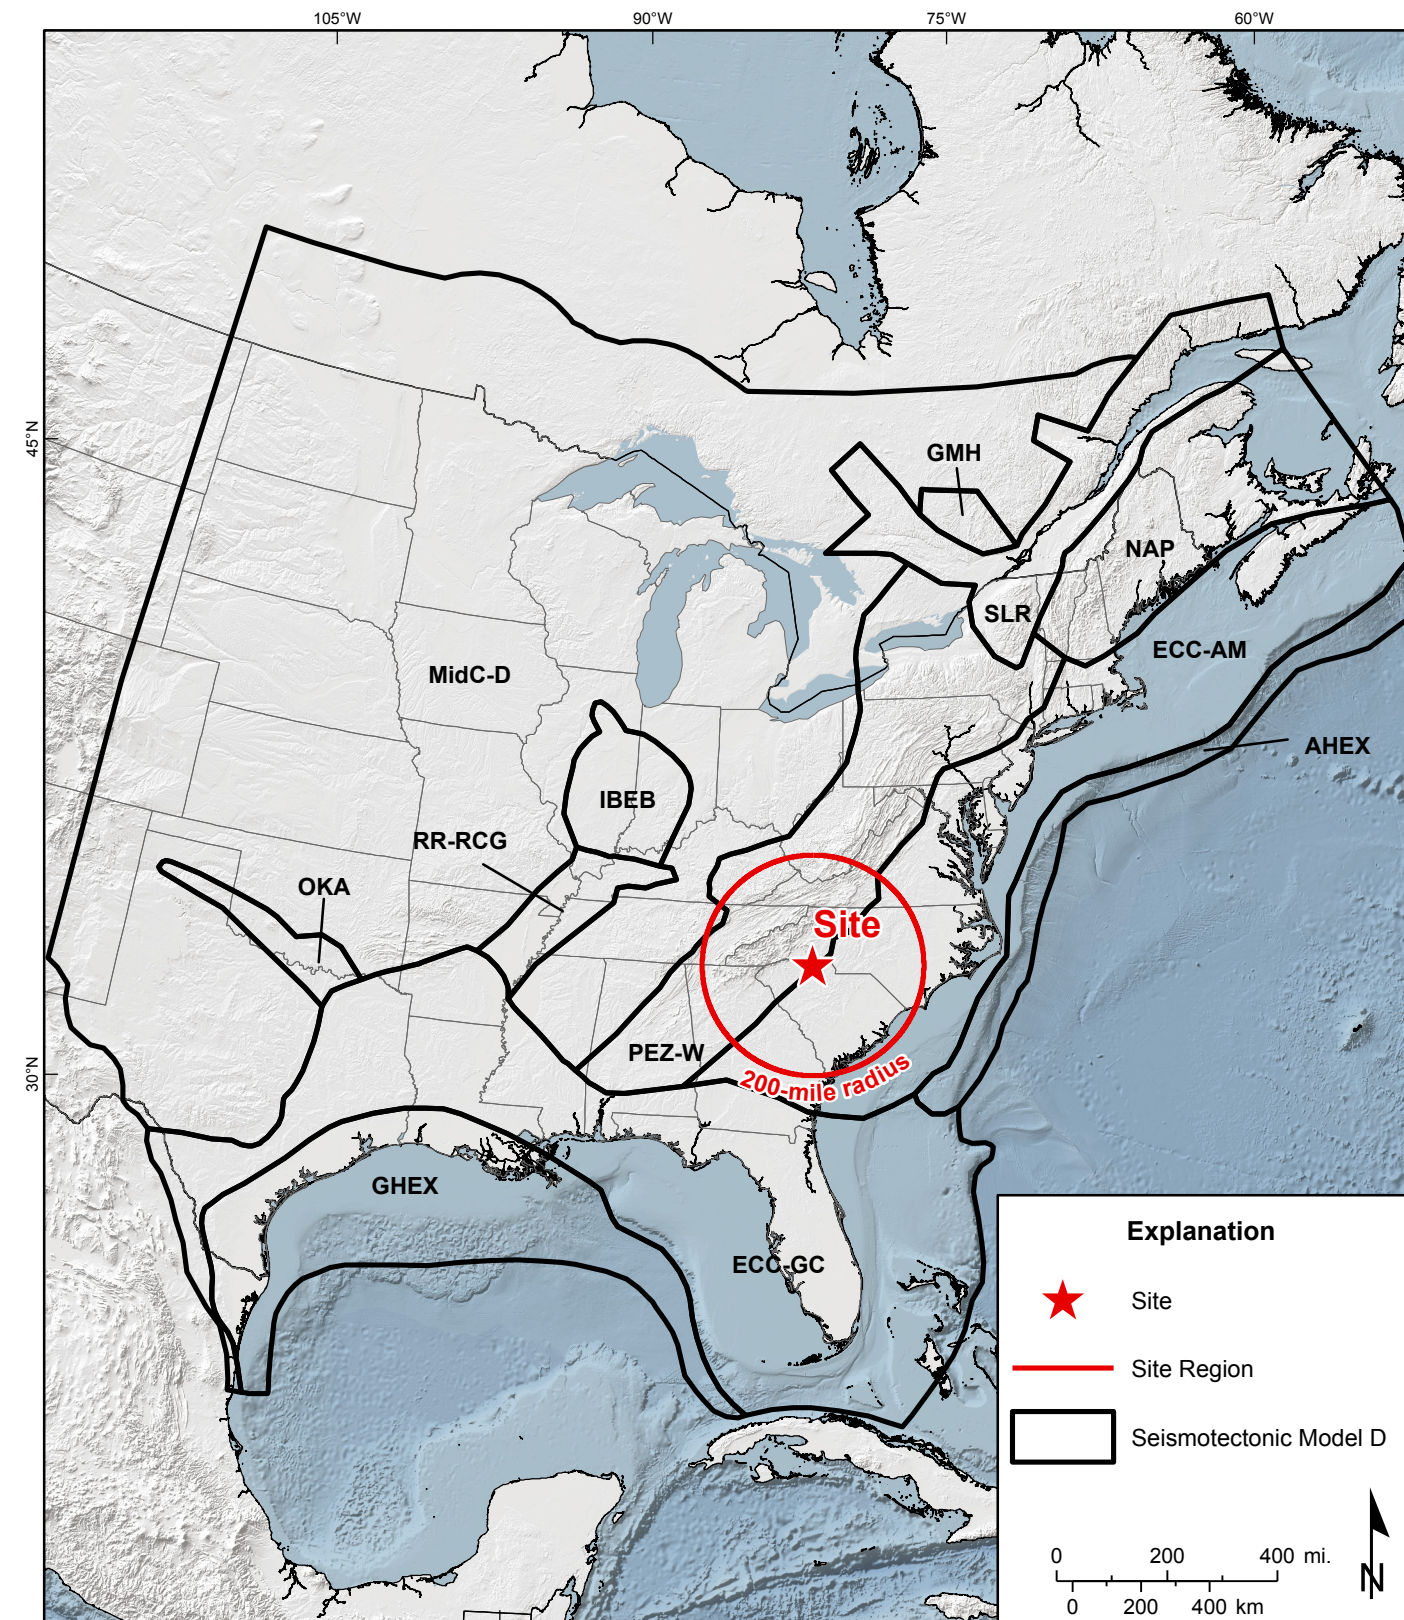 105°W
90°W
75°W
60°W
45°N
30°N
GMH
NAP
SLR
ECC-AM
MidC-D
AHEX
IBEB
RR-RCG
OKA
Site
PEZ-W
200-mile radius
GHEX
ECC-GC
Explanation
Site
Site Region
Seismotectonic Model D
0 200 400 mi.
0 200 400 km
N